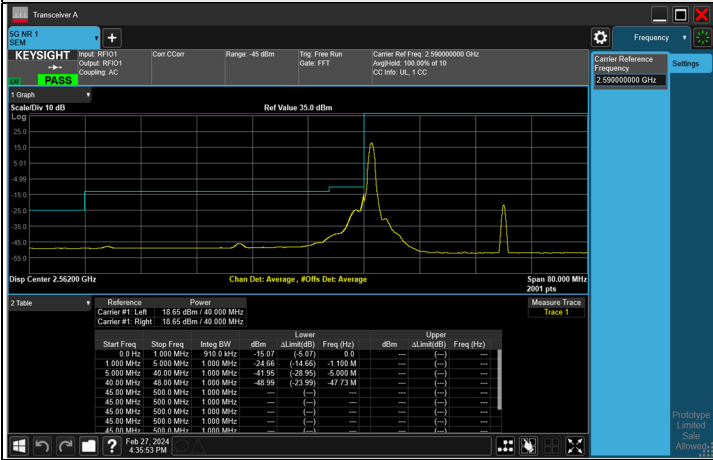 Transceiver A
5G NR 1
SEM
Frequency
KEYSIGHT
Input: RFIO1
Output: RFIO1
Coupling: AC
Corr CCorr
Range: -45 dBm
Trig: Free Run
Gate: FFT
Carrier Ref Freq: 2.590000000 GHz
Avg|Hold: 100.00% of 10
CC Info: UL, 1 CC
PASS
Carrier Reference
Frequency
2.590000000 GHz
Settings
1 Graph
Scale/Div 10 dB
Ref Value 35.0 dBm
Log
25.0
15.0
5.01
-4.99
-15.0
-25.0
-35.0
-45.0
-55.0
Disp Center 2.56200 GHz
Chan Det: Average , #Offs Det: Average
Span 80.000 MHz
2001 pts
2 Table
Reference Power
Carrier #1: Left 18.65 dBm / 40.000 MHz
Carrier #1: Right 18.65 dBm / 40.000 MHz
Measure Trace
Trace 1
Lower Upper
Start Freq Stop Freq Integ BW dBm ΔLimit(dB) Freq (Hz) dBm ΔLimit(dB) Freq (Hz)
0.0 Hz 1.000 MHz 910.0 kHz -15.07 (-5.07) 0.0 --- (---) ---
1.000 MHz 5.000 MHz 1.000 MHz -24.66 (-14.66) -1.100 M --- (---) ---
5.000 MHz 40.00 MHz 1.000 MHz -41.95 (-28.95) -5.000 M --- (---) ---
40.00 MHz 48.00 MHz 1.000 MHz -48.99 (-23.99) -47.73 M --- (---) ---
45.00 MHz 500.0 MHz 1.000 MHz --- (---) --- --- (---) ---
45.00 MHz 500.0 MHz 1.000 MHz --- (---) --- --- (---) ---
45.00 MHz 500.0 MHz 1.000 MHz --- (---) --- --- (---) ---
45.00 MHz 500.0 MHz 1.000 MHz --- (---) --- --- (---) ---
45.00 MHz 500.0 MHz 1.000 MHz --- (---) --- --- (---) ---
Prototype
Limited
Sale
Allowed
Feb 27, 2024
4:35:53 PM